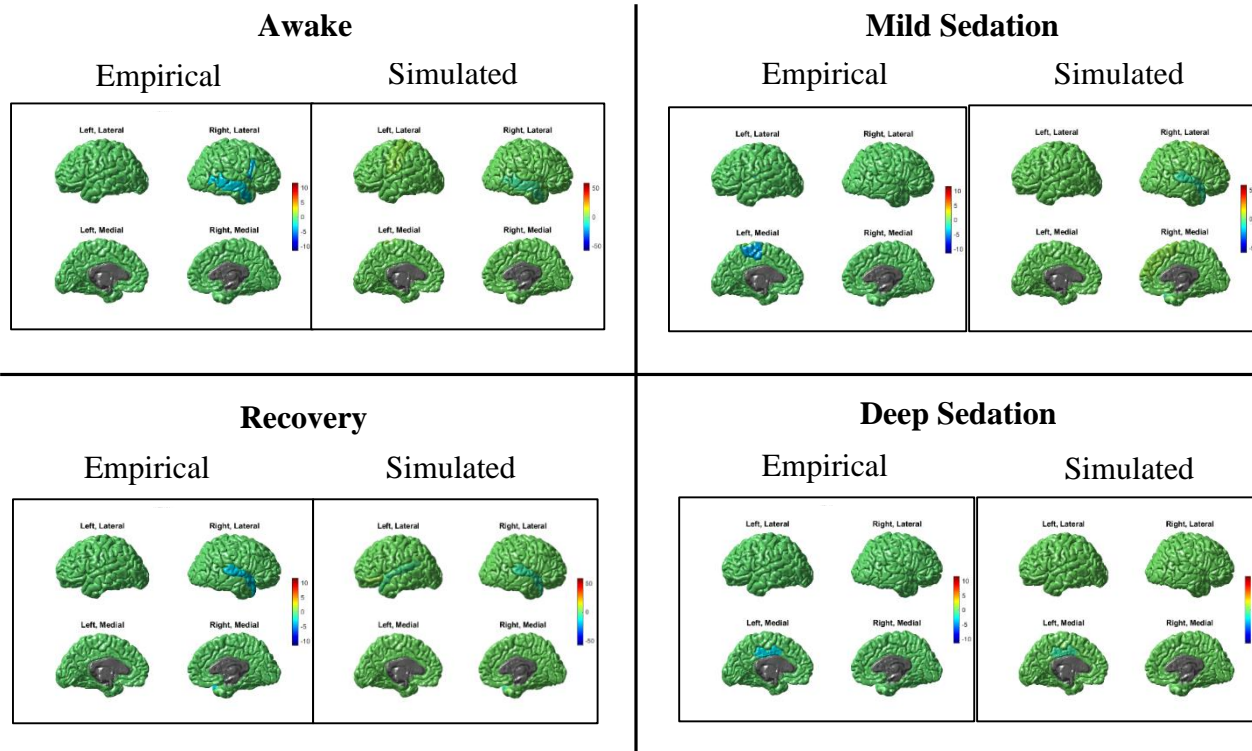 Awake
Empirical
Simulated
Left, Lateral
Right, Lateral
Left, Medial
Right, Medial
10
5
0
-5
-10
Left, Lateral
Right, Lateral
Left, Medial
Right, Medial
50
0
-50
Mild Sedation
Empirical
Simulated
Left, Lateral
Right, Lateral
Left, Medial
Right, Medial
10
5
0
-5
-10
Left, Lateral
Right, Lateral
Left, Medial
Right, Medial
0
Recovery
Empirical
Simulated
Left, Lateral
Right, Lateral
Left, Medial
Right, Medial
10
5
0
-5
-10
Left, Lateral
Right, Lateral
Left, Medial
Right, Medial
50
0
-50
Deep Sedation
Empirical
Simulated
Left, Lateral
Right, Lateral
Left, Medial
Right, Medial
10
5
0
-5
-10
Left, Lateral
Right, Lateral
Left, Medial
Right, Medial